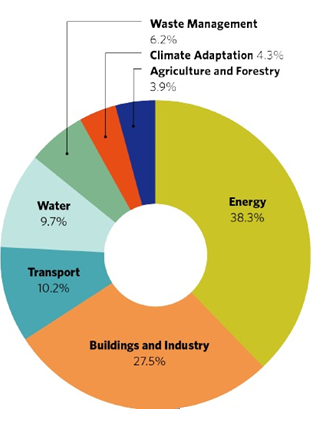 Waste Management
6.2%
Climate Adaptation 4.3%
Agriculture and Forestry
3.9%
Energy
38.3%
Water
9.7%
Transport
10.2%
Buildings and Industry
27.5%